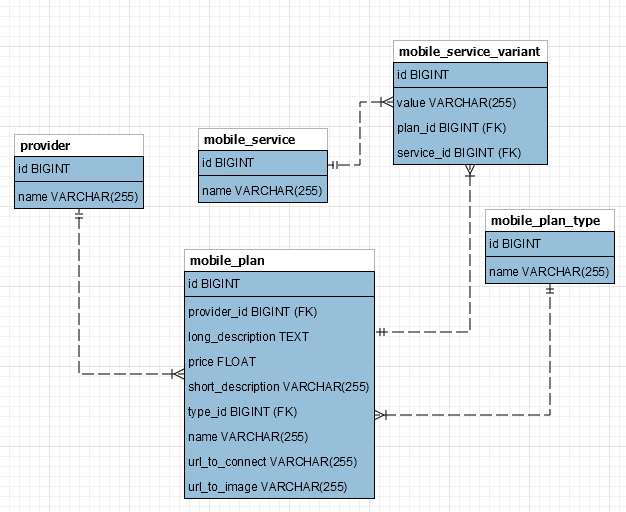 mobile_service_variant
id BIGINT
value VARCHAR(255)
plan_id BIGINT (FK)
service_id BIGINT (FK)
provider
id BIGINT
name VARCHAR(255)
mobile_service
id BIGINT
name VARCHAR(255)
mobile_plan_type
id BIGINT
name VARCHAR(255)
mobile_plan
id BIGINT
provider_id BIGINT (FK)
long_description TEXT
price FLOAT
short_description VARCHAR(255)
type_id BIGINT (FK)
name VARCHAR(255)
url_to_connect VARCHAR(255)
url_to_image VARCHAR(255)